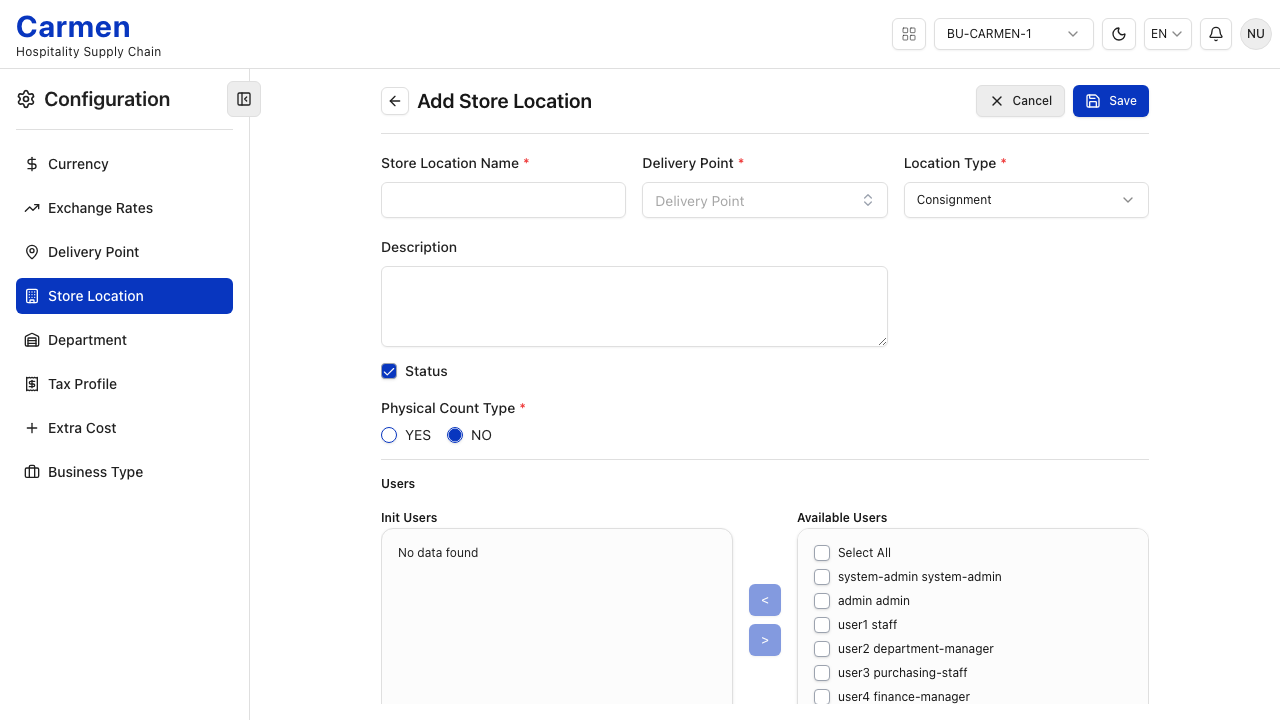 Carmen
Hospitality Supply Chain
BU-CARMEN-1
EN
NU
Configuration
Currency
Exchange Rates
Delivery Point
Store Location
Department
Tax Profile
Extra Cost
Business Type
Add Store Location
Cancel
Save
Store Location Name *
Delivery Point *
Location Type *
Delivery Point
Consignment
Description
Status
Physical Count Type *
YES
NO
Users
Init Users
No data found
<
>
Available Users
Select All
system-admin system-admin
admin admin
user1 staff
user2 department-manager
user3 purchasing-staff
user4 finance-manager